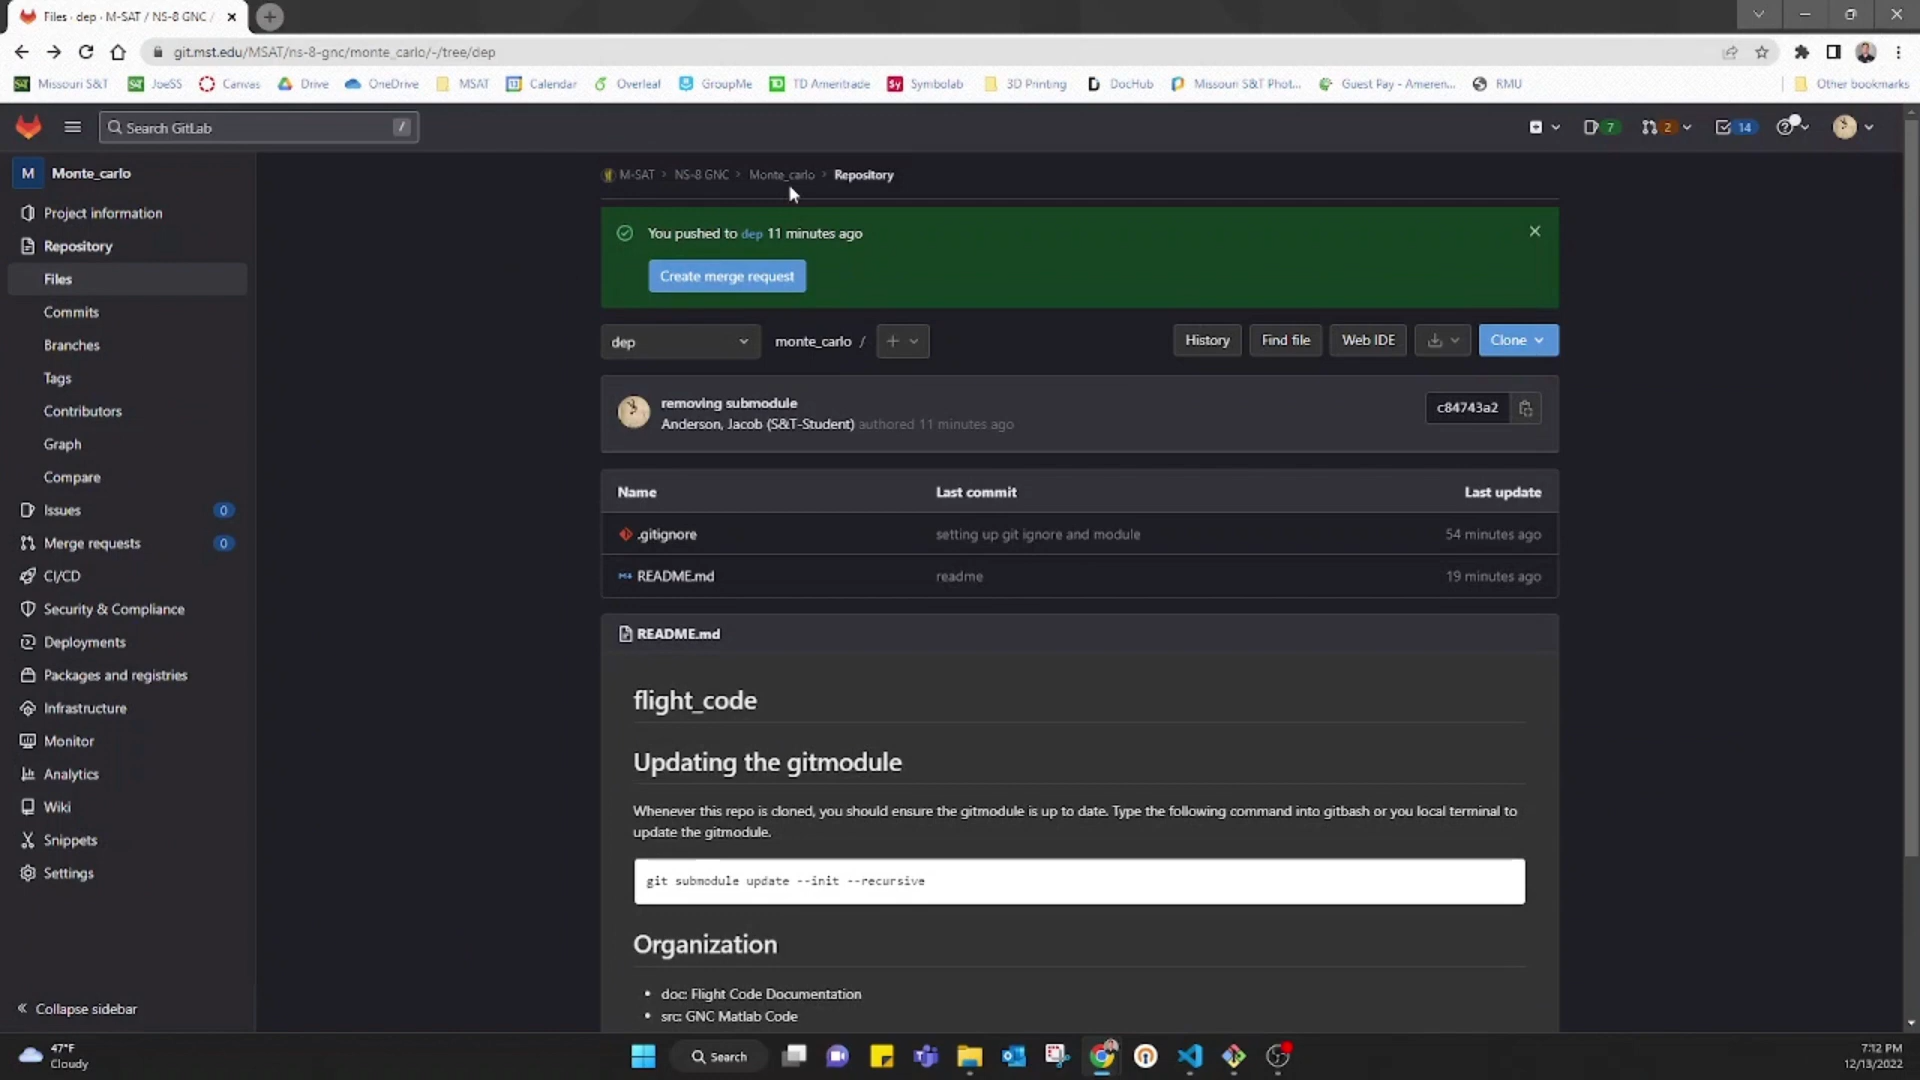 Files · dep · M-SAT / NS-8 GNC /
git.mst.edu/MSAT/ns-8-gnc/monte_carlo/-/tree/dep
Missouri S&T
JoeSS
Canvas
Drive
OneDrive
MSAT
Calendar
Overleaf
GroupMe
TD Ameritrade
Symbolab
3D Printing
DocHub
Missouri S&T Phot...
Guest Pay - Ameren...
RMU
Other bookmarks
Search GitLab
/
7
2
14
M
Monte_carlo
Project information
Repository
Files
Commits
Branches
Tags
Contributors
Graph
Compare
Issues
0
Merge requests
0
CI/CD
Security & Compliance
Deployments
Packages and registries
Infrastructure
Monitor
Analytics
Wiki
Snippets
Settings
Collapse sidebar
M-SAT > NS-8 GNC > Monte_carlo > Repository
You pushed to dep 11 minutes ago
Create merge request
dep
monte_carlo /
History
Find file
Web IDE
Clone
removing submodule
Anderson, Jacob (S&T-Student) authored 11 minutes ago
c84743a2
Name
Last commit
Last update
.gitignore
setting up git ignore and module
54 minutes ago
README.md
readme
19 minutes ago
README.md
flight_code
Updating the gitmodule
Whenever this repo is cloned, you should ensure the gitmodule is up to date. Type the following command into gitbash or you local terminal to
update the gitmodule.
git submodule update --init --recursive
Organization
• doc: Flight Code Documentation
• src: GNC Matlab Code
47°F
Cloudy
Search
7:12 PM
12/13/2022